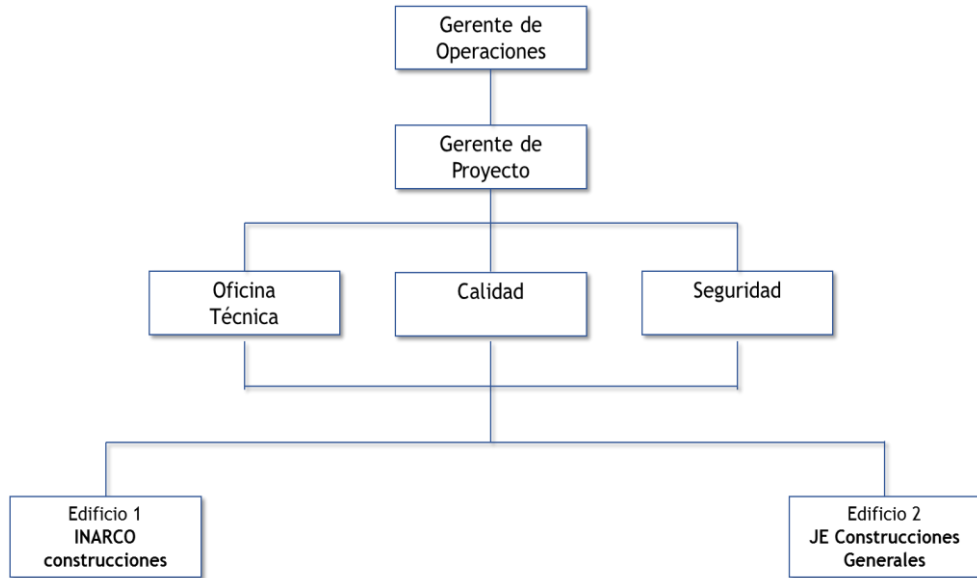 Gerente de
Operaciones
Gerente de
Proyecto
Oficina
Técnica
Calidad
Seguridad
Edificio 1
INARCO
construcciones
Edificio 2
JE Construcciones
Generales